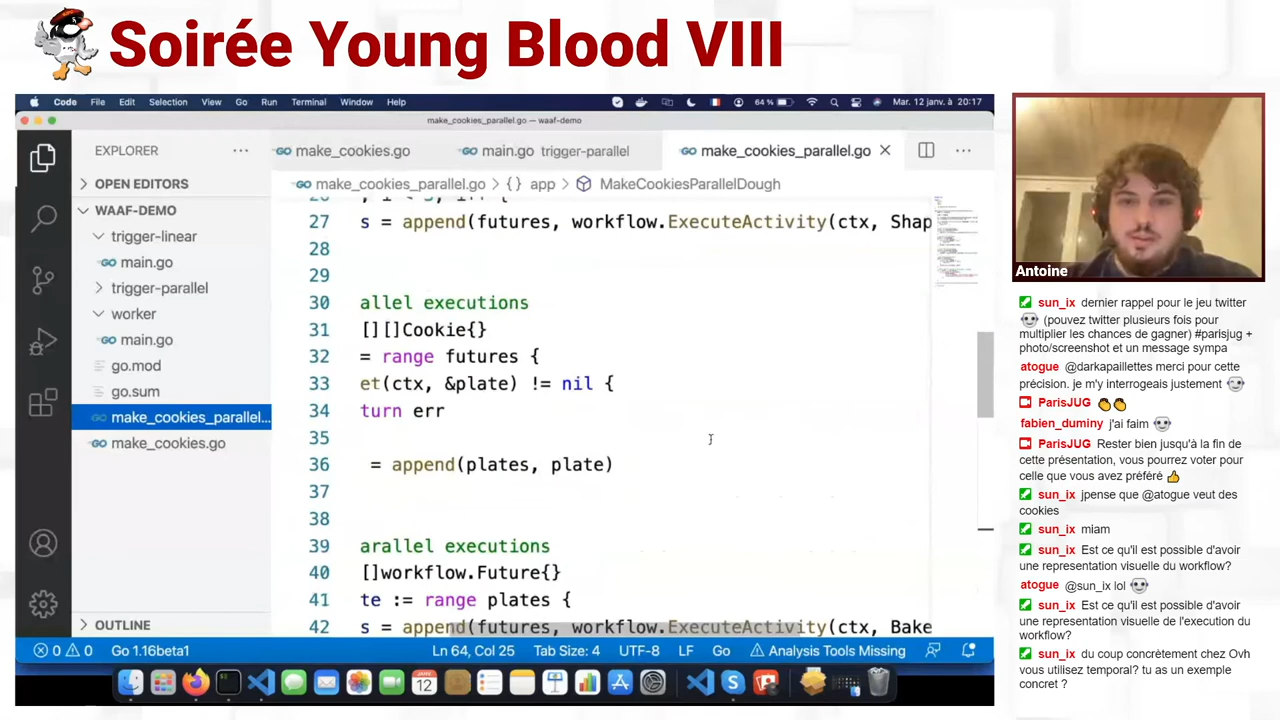 Soirée Young Blood VIII
Code File Edit Selection View Go Run Terminal Window Help 64 % Mar. 12 janv. à 20:17
make_cookies_parallel.go — waaf-demo
EXPLORER
make_cookies.go main.go trigger-parallel make_cookies_parallel.go
OPEN EDITORS
make_cookies_parallel.go > {} app > MakeCookiesParallelDough
WAAF-DEMO
trigger-linear
main.go
trigger-parallel
worker
main.go
go.mod
go.sum
make_cookies_parallel...
make_cookies.go
OUTLINE
27 s = append(futures, workflow.ExecuteActivity(ctx, Shap
28
29
30 allel executions
31 [][]Cookie{}
32 = range futures {
33 et(ctx, &plate) != nil {
34 turn err
35
36 = append(plates, plate)
37
38
39 arallel executions
40 []workflow.Future{}
41 te := range plates {
42 s = append(futures, workflow.ExecuteActivity(ctx, Bake
0 0 Go 1.16beta1 Ln 64, Col 25 Tab Size: 4 UTF-8 LF Go Analysis Tools Missing
JANV 12
Antoine
sun_ix dernier rappel pour le jeu twitter
(pouvez twitter plusieurs fois pour
multiplier les chances de gagner) #parisjug +
photo/screenshot et un message sympa
atogue @darkapaillettes merci pour cette
précision. je m'y interrogeais justement
ParisJUG
fabien_duminy j'ai faim
ParisJUG Rester bien jusqu'à la fin de
cette présentation, vous pourrez voter pour
celle que vous avez préféré
sun_ix jpense que @atogue veut des
cookies
sun_ix miam
sun_ix Est ce qu'il est possible d'avoir
une representation visuelle du workflow?
atogue @sun_ix lol
sun_ix Est ce qu'il est possible d'avoir
une representation visuelle de l'execution du
workflow?
sun_ix du coup concrètement chez Ovh
vous utilisez temporal? tu as un exemple
concret ?